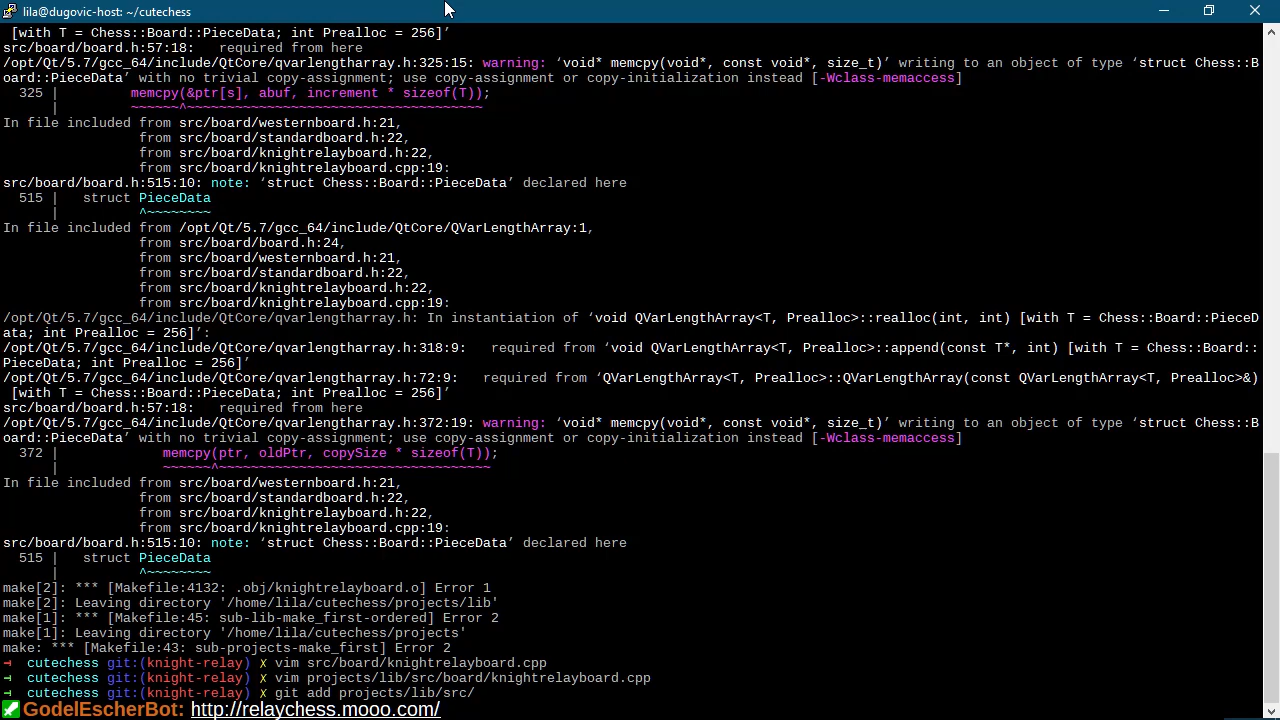 lila@dugovic-host: ~/cutechess
[with T = Chess::Board::PieceData; int Prealloc = 256]’
src/board/board.h:57:18:   required from here
/opt/Qt/5.7/gcc_64/include/QtCore/qvarlengtharray.h:325:15: warning: ‘void* memcpy(void*, const void*, size_t)’ writing to an object of type ‘struct Chess::B
oard::PieceData’ with no trivial copy-assignment; use copy-assignment or copy-initialization instead [-Wclass-memaccess]
  325 |         memcpy(&ptr[s], abuf, increment * sizeof(T));
      |         ~~~~~~^~~~~~~~~~~~~~~~~~~~~~~~~~~~~~~~~~~~~~
In file included from src/board/westernboard.h:21,
                 from src/board/standardboard.h:22,
                 from src/board/knightrelayboard.h:22,
                 from src/board/knightrelayboard.cpp:19:
src/board/board.h:515:10: note: ‘struct Chess::Board::PieceData’ declared here
  515 |   struct PieceData
      |          ^~~~~~~~~
In file included from /opt/Qt/5.7/gcc_64/include/QtCore/QVarLengthArray:1,
                 from src/board/board.h:24,
                 from src/board/westernboard.h:21,
                 from src/board/standardboard.h:22,
                 from src/board/knightrelayboard.h:22,
                 from src/board/knightrelayboard.cpp:19:
/opt/Qt/5.7/gcc_64/include/QtCore/qvarlengtharray.h: In instantiation of ‘void QVarLengthArray<T, Prealloc>::realloc(int, int) [with T = Chess::Board::PieceD
ata; int Prealloc = 256]’:
/opt/Qt/5.7/gcc_64/include/QtCore/qvarlengtharray.h:318:9:   required from ‘void QVarLengthArray<T, Prealloc>::append(const T*, int) [with T = Chess::Board::
PieceData; int Prealloc = 256]’
/opt/Qt/5.7/gcc_64/include/QtCore/qvarlengtharray.h:72:9:   required from ‘QVarLengthArray<T, Prealloc>::QVarLengthArray(const QVarLengthArray<T, Prealloc>&)
[with T = Chess::Board::PieceData; int Prealloc = 256]’
src/board/board.h:57:18:   required from here
/opt/Qt/5.7/gcc_64/include/QtCore/qvarlengtharray.h:372:19: warning: ‘void* memcpy(void*, const void*, size_t)’ writing to an object of type ‘struct Chess::B
oard::PieceData’ with no trivial copy-assignment; use copy-assignment or copy-initialization instead [-Wclass-memaccess]
  372 |             memcpy(ptr, oldPtr, copySize * sizeof(T));
      |             ~~~~~~^~~~~~~~~~~~~~~~~~~~~~~~~~~~~~~~~~~
In file included from src/board/westernboard.h:21,
                 from src/board/standardboard.h:22,
                 from src/board/knightrelayboard.h:22,
                 from src/board/knightrelayboard.cpp:19:
src/board/board.h:515:10: note: ‘struct Chess::Board::PieceData’ declared here
  515 |   struct PieceData
      |          ^~~~~~~~~
make[2]: *** [Makefile:4132: .obj/knightrelayboard.o] Error 1
make[2]: Leaving directory '/home/lila/cutechess/projects/lib'
make[1]: *** [Makefile:45: sub-lib-make_first-ordered] Error 2
make[1]: Leaving directory '/home/lila/cutechess/projects'
make: *** [Makefile:43: sub-projects-make_first] Error 2
cutechess git:(knight-relay) ✗ vim src/board/knightrelayboard.cpp
cutechess git:(knight-relay) ✗ vim projects/lib/src/board/knightrelayboard.cpp
cutechess git:(knight-relay) ✗ git add projects/lib/src/
GodelEscherBot: http://relaychess.mooo.com/